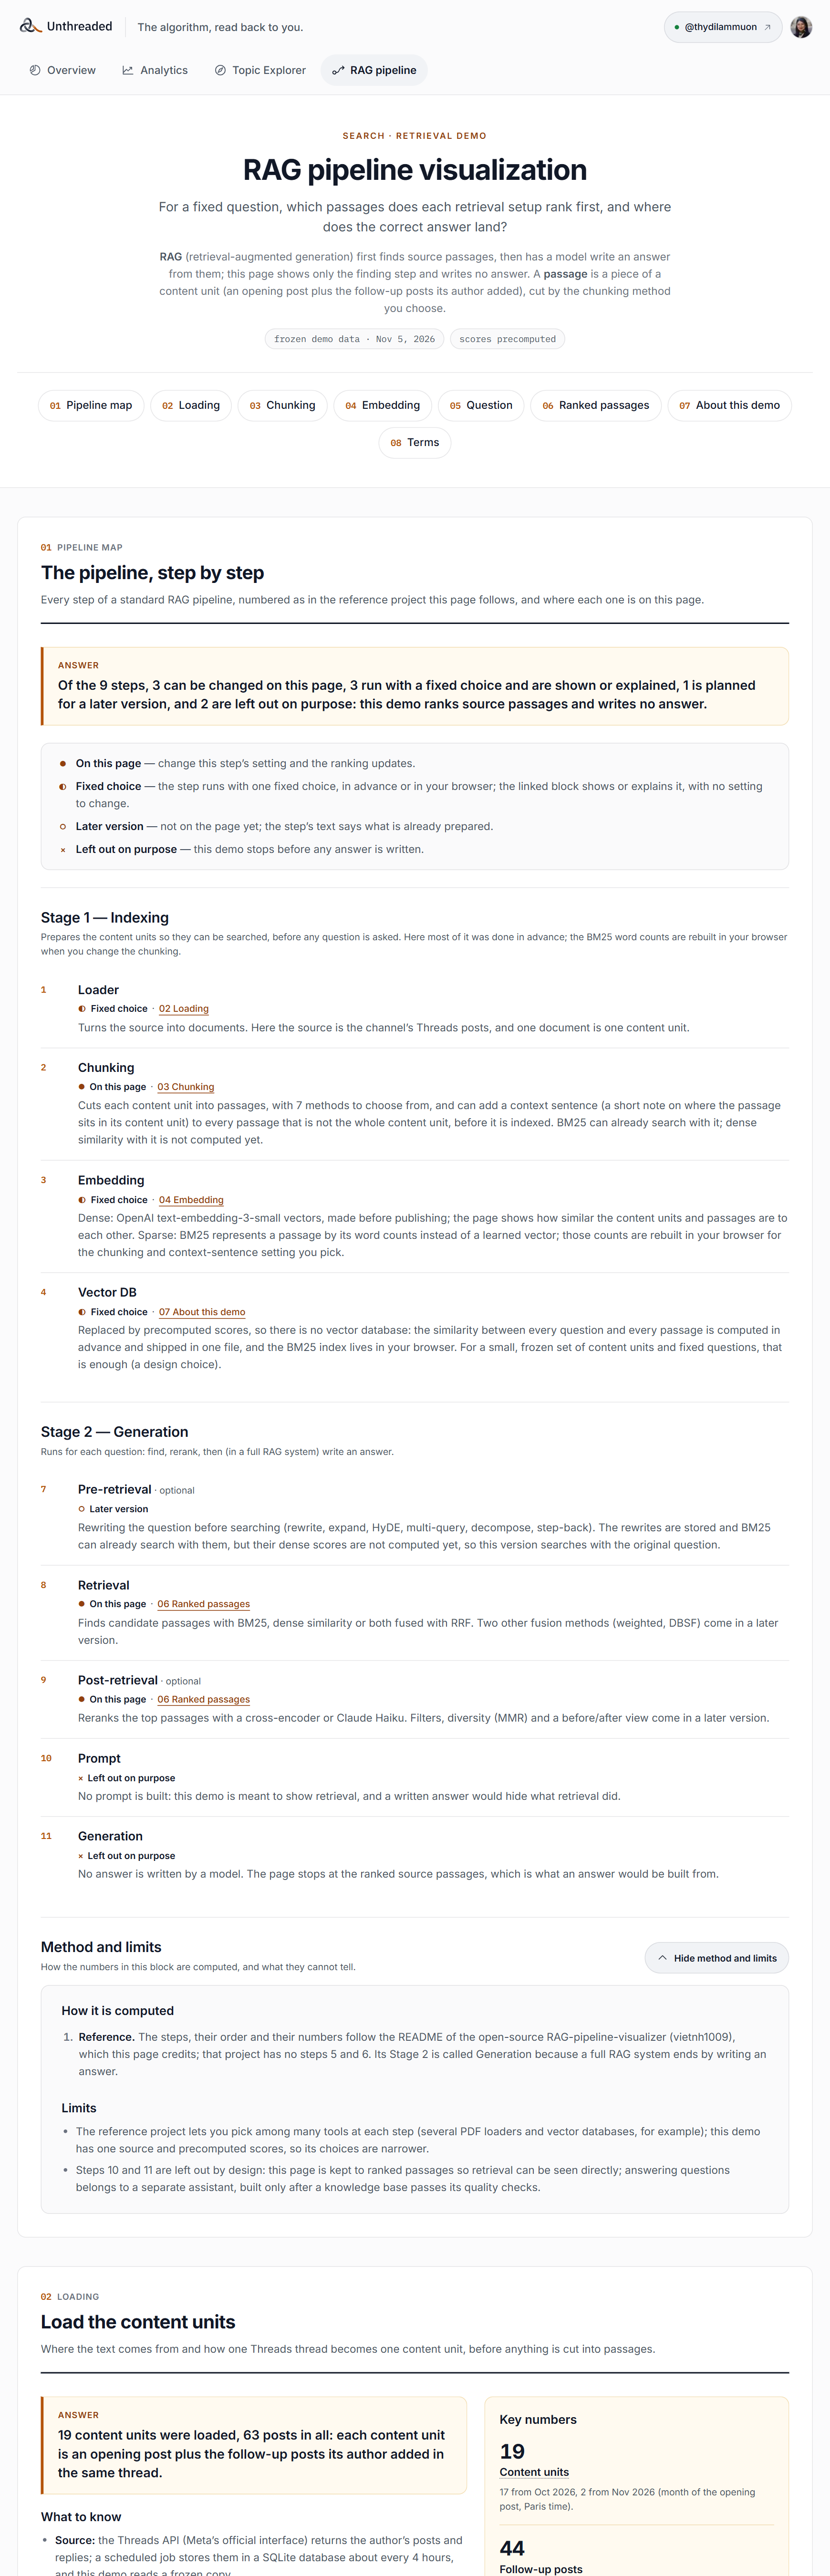 Unthreaded
The algorithm, read back to you.
@thydilammuon
Overview
Analytics
Topic Explorer
RAG pipeline
SEARCH · RETRIEVAL DEMO
RAG pipeline visualization
For a fixed question, which passages does each retrieval setup rank first, and where
does the correct answer land?
RAG (retrieval-augmented generation) first finds source passages, then has a model write an answer
from them; this page shows only the finding step and writes no answer. A passage is a piece of a
content unit (an opening post plus the follow-up posts its author added), cut by the chunking method
you choose.
frozen demo data · Nov 5, 2026
scores precomputed
01 Pipeline map
02 Loading
03 Chunking
04 Embedding
05 Question
06 Ranked passages
07 About this demo
08 Terms
01 PIPELINE MAP
The pipeline, step by step
Every step of a standard RAG pipeline, numbered as in the reference project this page follows, and where each one is on this page.
ANSWER
Of the 9 steps, 3 can be changed on this page, 3 run with a fixed choice and are shown or explained, 1 is planned
for a later version, and 2 are left out on purpose: this demo ranks source passages and writes no answer.
On this page — change this step's setting and the ranking updates.
Fixed choice — the step runs with one fixed choice, in advance or in your browser; the linked block shows or explains it, with no setting
to change.
Later version — not on the page yet; the step's text says what is already prepared.
× Left out on purpose — this demo stops before any answer is written.
Stage 1 — Indexing
Prepares the content units so they can be searched, before any question is asked. Here most of it was done in advance; the BM25 word counts are rebuilt in your browser
when you change the chunking.
1 Loader
Fixed choice · 02 Loading
Turns the source into documents. Here the source is the channel's Threads posts, and one document is one content unit.
2 Chunking
On this page · 03 Chunking
Cuts each content unit into passages, with 7 methods to choose from, and can add a context sentence (a short note on where the passage
sits in its content unit) to every passage that is not the whole content unit, before it is indexed. BM25 can already search with it; dense
similarity with it is not computed yet.
3 Embedding
Fixed choice · 04 Embedding
Dense: OpenAI text-embedding-3-small vectors, made before publishing; the page shows how similar the content units and passages are to
each other. Sparse: BM25 represents a passage by its word counts instead of a learned vector; those counts are rebuilt in your browser for
the chunking and context-sentence setting you pick.
4 Vector DB
Fixed choice · 07 About this demo
Replaced by precomputed scores, so there is no vector database: the similarity between every question and every passage is computed in
advance and shipped in one file, and the BM25 index lives in your browser. For a small, frozen set of content units and fixed questions, that
is enough (a design choice).
Stage 2 — Generation
Runs for each question: find, rerank, then (in a full RAG system) write an answer.
7 Pre-retrieval · optional
Later version
Rewriting the question before searching (rewrite, expand, HyDE, multi-query, decompose, step-back). The rewrites are stored and BM25
can already search with them, but their dense scores are not computed yet, so this version searches with the original question.
8 Retrieval
On this page · 06 Ranked passages
Finds candidate passages with BM25, dense similarity or both fused with RRF. Two other fusion methods (weighted, DBSF) come in a later
version.
9 Post-retrieval · optional
On this page · 06 Ranked passages
Reranks the top passages with a cross-encoder or Claude Haiku. Filters, diversity (MMR) and a before/after view come in a later version.
10 Prompt
× Left out on purpose
No prompt is built: this demo is meant to show retrieval, and a written answer would hide what retrieval did.
11 Generation
× Left out on purpose
No answer is written by a model. The page stops at the ranked source passages, which is what an answer would be built from.
Method and limits
How the numbers in this block are computed, and what they cannot tell.
Hide method and limits
How it is computed
1. Reference. The steps, their order and their numbers follow the README of the open-source RAG-pipeline-visualizer (vietnh1009),
which this page credits; that project has no steps 5 and 6. Its Stage 2 is called Generation because a full RAG system ends by writing an
answer.
Limits
• The reference project lets you pick among many tools at each step (several PDF loaders and vector databases, for example); this demo
has one source and precomputed scores, so its choices are narrower.
• Steps 10 and 11 are left out by design: this page is kept to ranked passages so retrieval can be seen directly; answering questions
belongs to a separate assistant, built only after a knowledge base passes its quality checks.
02 LOADING
Load the content units
Where the text comes from and how one Threads thread becomes one content unit, before anything is cut into passages.
ANSWER
19 content units were loaded, 63 posts in all: each content unit
is an opening post plus the follow-up posts its author added in
the same thread.
What to know
• Source: the Threads API (Meta's official interface) returns the author's posts and
replies; a scheduled job stores them in a SQLite database about every 4 hours,
and this demo reads a frozen copy.
Key numbers
19
Content units
17 from Oct 2026, 2 from Nov 2026 (month of the opening
post, Paris time).
44
Follow-up posts